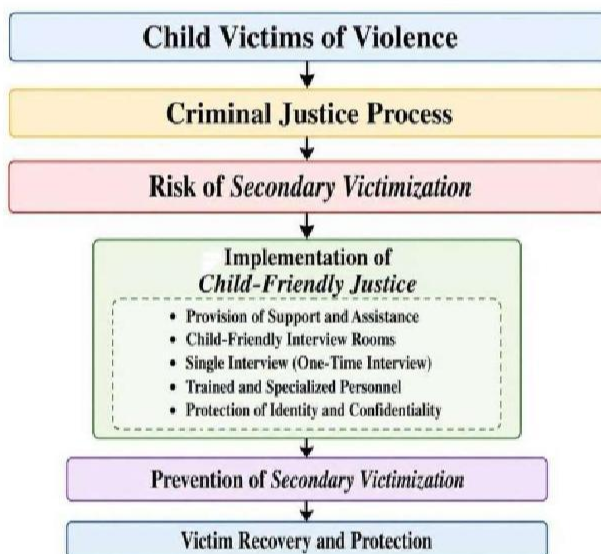 Child Victims of Violence
Criminal Justice Process
Risk of Secondary Victimization
Implementation of
Child-Friendly Justice
• Provision of Support and Assistance
• Child-Friendly Interview Rooms
• Single Interview (One-Time Interview)
• Trained and Specialized Personnel
• Protection of Identity and Confidentiality
Prevention of Secondary Victimization
Victim Recovery and Protection